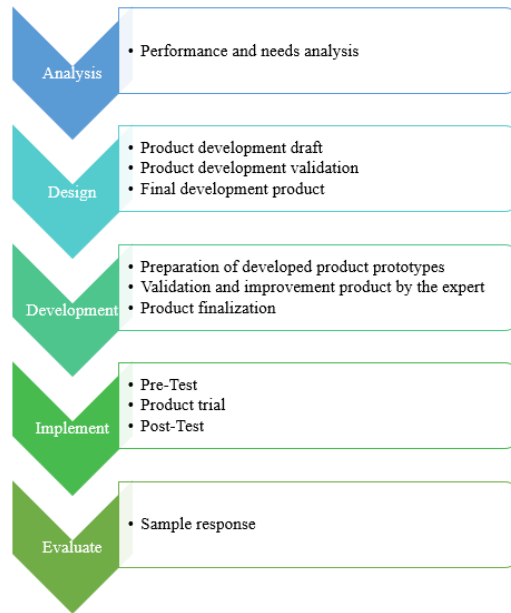 Analysis
• Performance and needs analysis
Design
• Product development draft
• Product development validation
• Final development product
Development
• Preparation of developed product prototypes
• Validation and improvement product by the expert
• Product finalization
Implement
• Pre-Test
• Product trial
• Post-Test
Evaluate
• Sample response